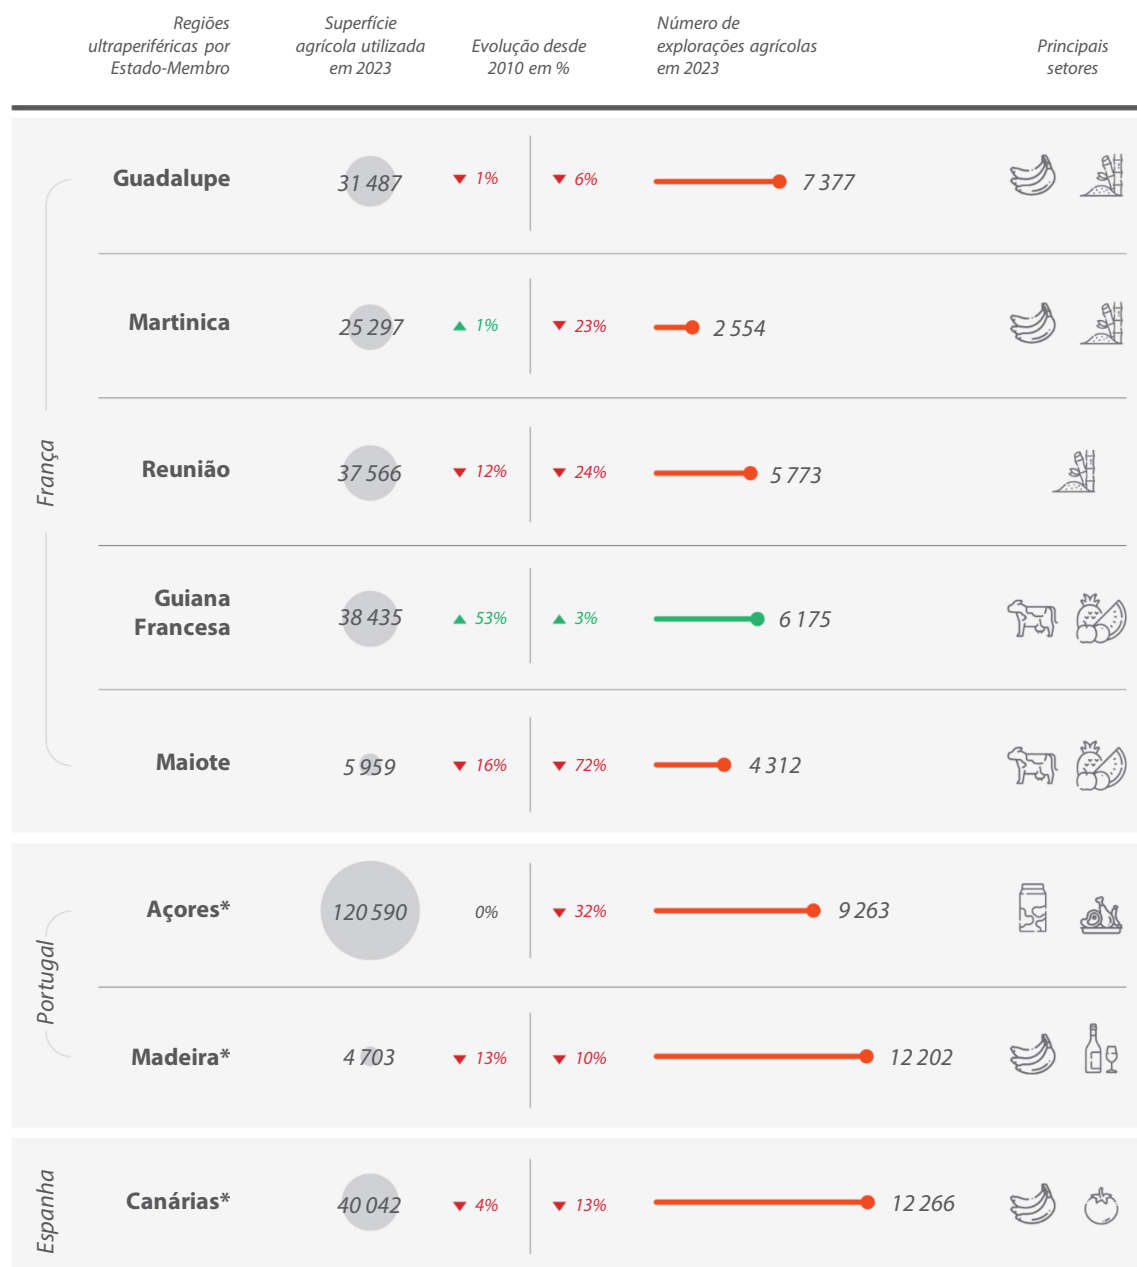 Regiões
ultraperiféricas por
Estado-Membro
Superfície
agrícola utilizada
em 2023
Evolução desde
2010 em %
Número de
explorações agrícolas
em 2023
Principais
setores
França
Guadalupe
31 487
▼ 1%
▼ 6%
7 377
Martinica
25 297
▲ 1%
▼ 23%
2 554
Reunião
37 566
▼ 12%
▼ 24%
5 773
Guiana
Francesa
38 435
▲ 53%
▲ 3%
6 175
Maiote
5 959
▼ 16%
▼ 72%
4 312
Portugal
Açores*
120 590
0%
▼ 32%
9 263
Madeira*
4 703
▼ 13%
▼ 10%
12 202
Espanha
Canárias*
40 042
▼ 4%
▼ 13%
12 266